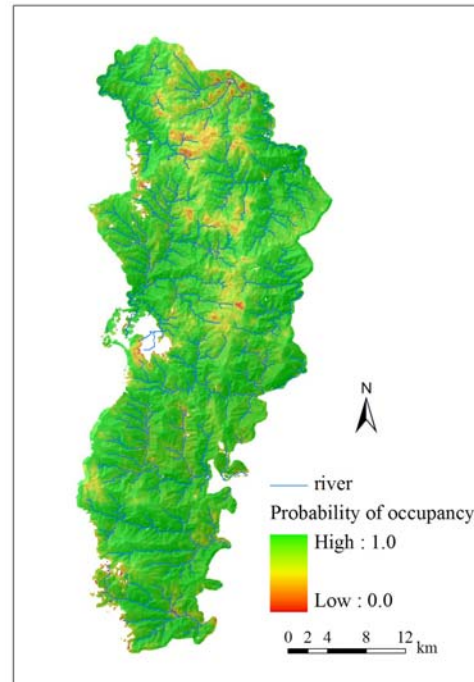 N
river
Probability of occupancy
High : 1.0
Low : 0.0
0 2 4 8 12
km